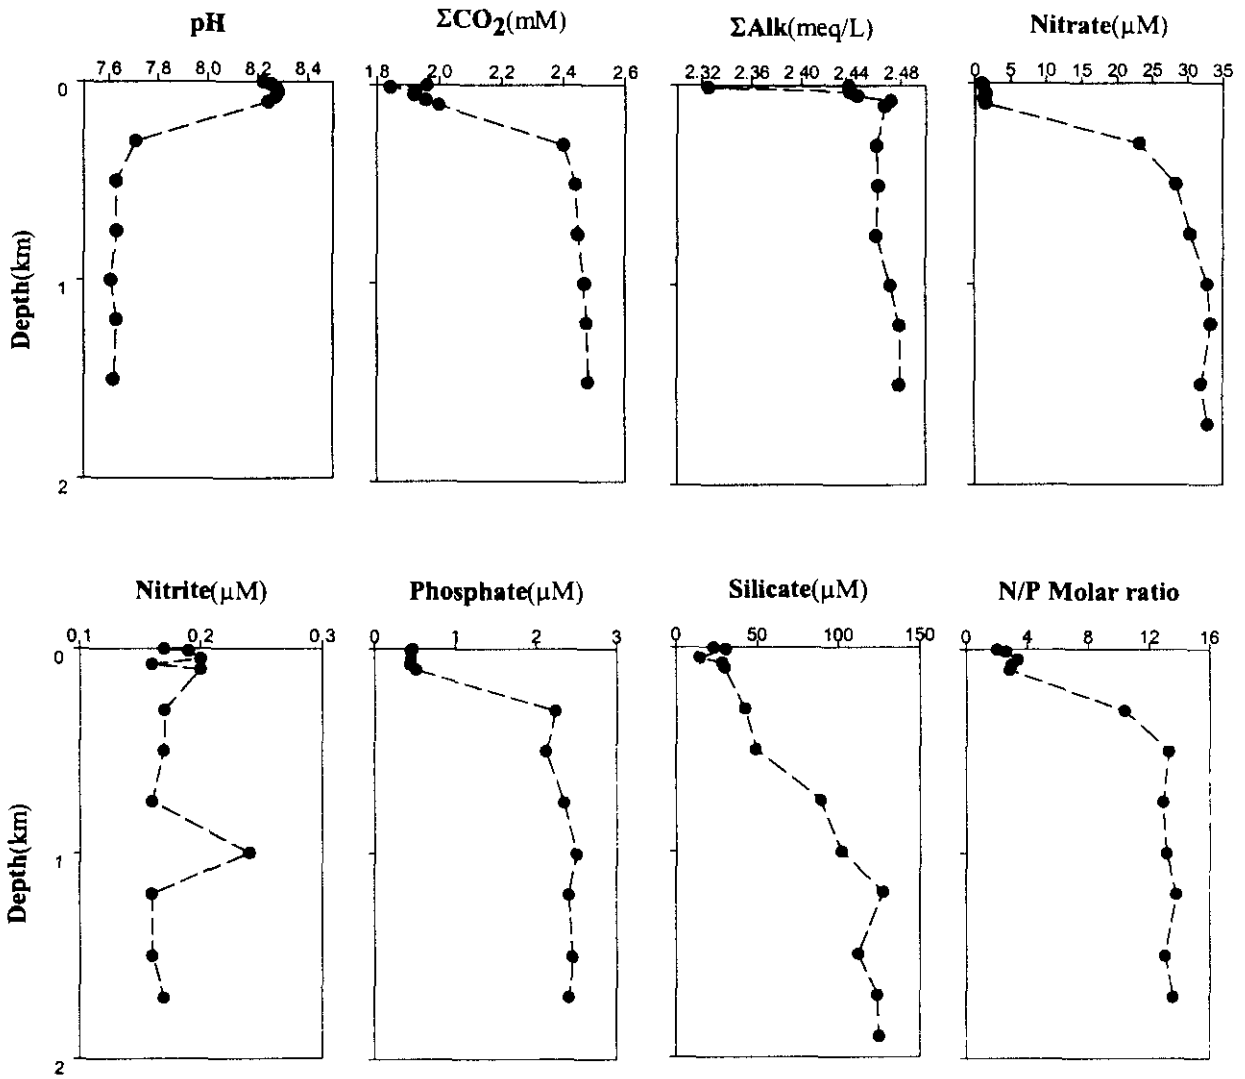 pH
ΣCO2(mM)
ΣAlk(meq/L)
Nitrate(μM)
7.6 7.8 8.0 8.2 8.4
1.8 2.0 2.2 2.4 2.6
2.32 2.36 2.40 2.44 2.48
0 5 10 15 20 25 30 35
0
1
2
Depth(km)
Nitrite(μM)
Phosphate(μM)
Silicate(μM)
N/P Molar ratio
0.1 0.2 0.3
0 1 2 3
0 50 100 150
0 4 8 12 16
0
1
2
Depth(km)